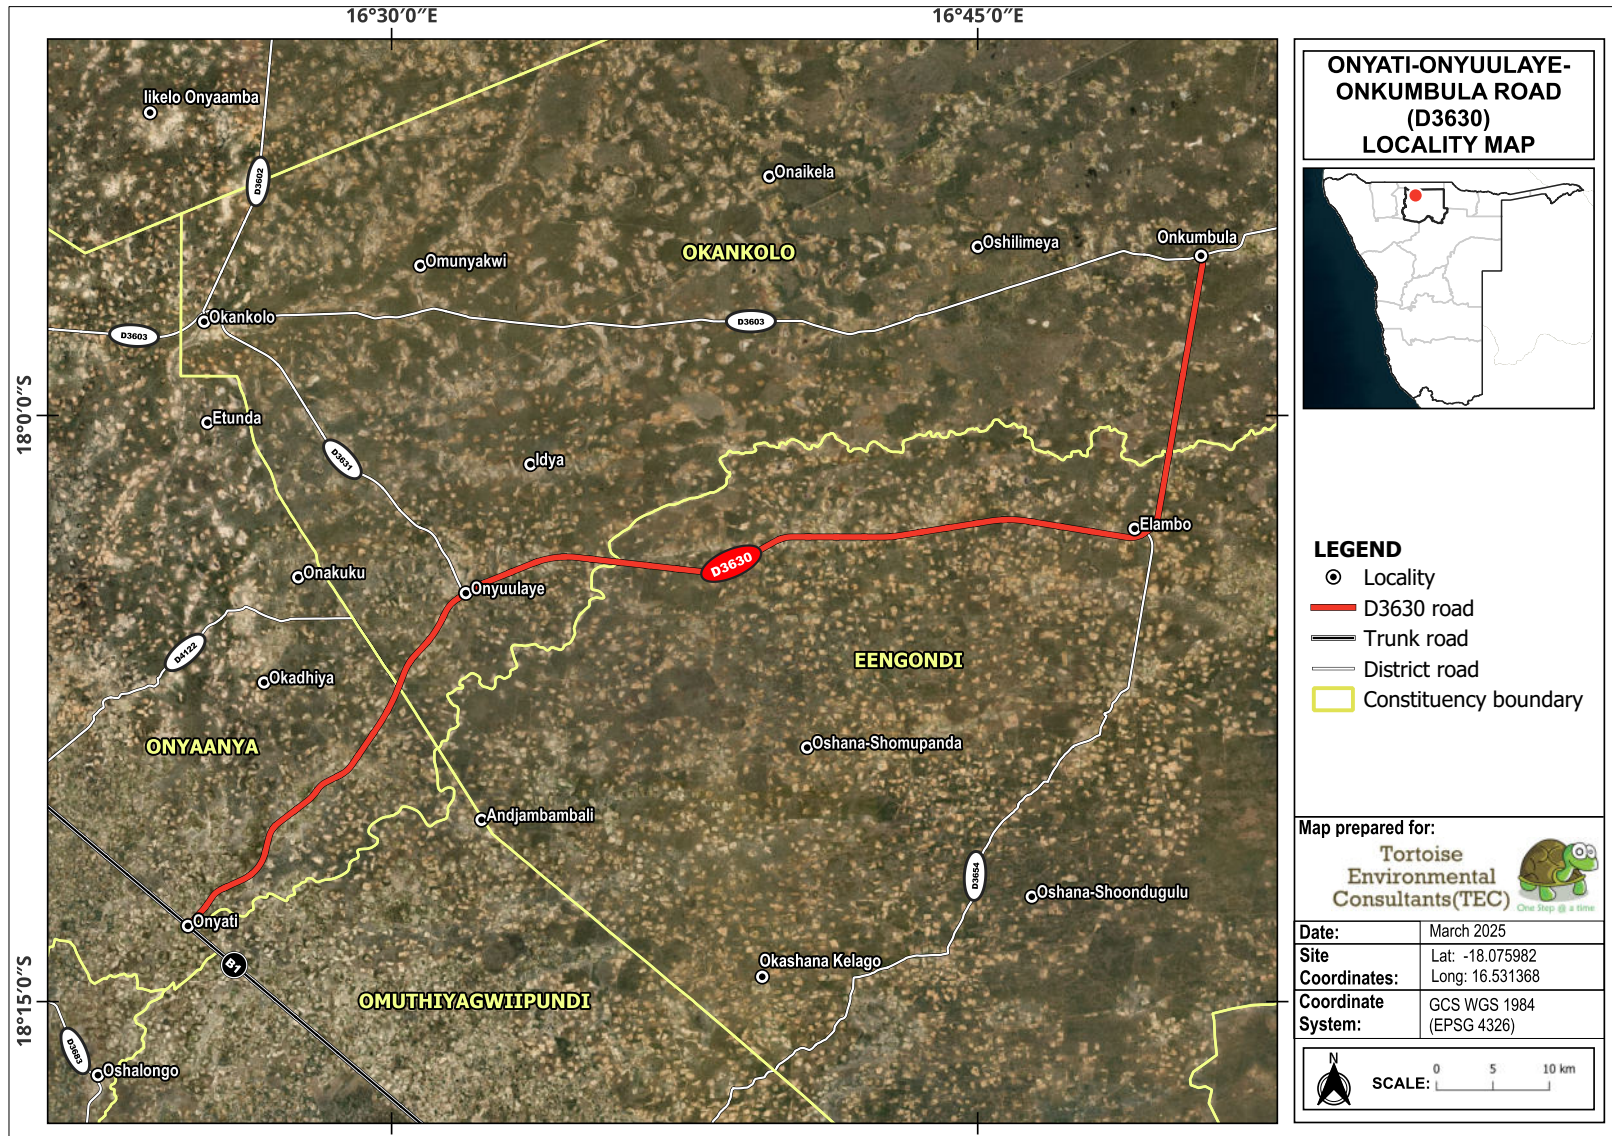 16°30′0″E
16°45′0″E
18°0′0″S
18°15′0″S
Iikelo Onyaamba
D3602
Onaikela
OKANKOLO
Oshilimeya
Onkumbula
Omunyakwi
Okankolo
D3603
D3603
Etunda
D3631
Idya
Elambo
D3630
Onakuku
Onyuulaye
D4122
Okadhiya
EENGONDI
ONYAANYA
Oshana-Shomupanda
Andjambambali
D3654
Oshana-Shoondugulu
Onyati
B1
Okashana Kelago
OMUTHIYAGWIIPUNDI
D3683
Oshalongo
ONYATI-ONYUULAYE-
ONKUMBULA ROAD
(D3630)
LOCALITY MAP
LEGEND
Locality
D3630 road
Trunk road
District road
Constituency boundary
Map prepared for:
Tortoise
Environmental
Consultants(TEC)
One Step @ a time
Date: March 2025
Site Lat: -18.075982
Coordinates: Long: 16.531368
Coordinate GCS WGS 1984
System: (EPSG 4326)
N
SCALE: 0 5 10 km